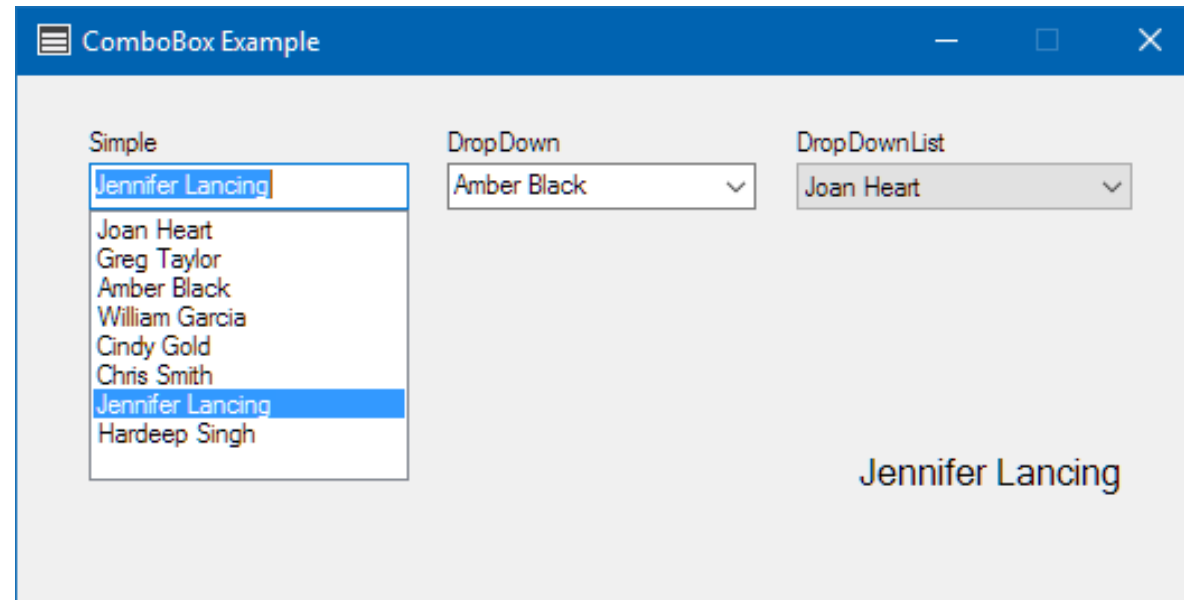 ComboBox Example
Simple
DropDown
DropDownList
Jennifer Lancing
Amber Black
Joan Heart
Joan Heart
Greg Taylor
Amber Black
William Garcia
Cindy Gold
Chris Smith
Jennifer Lancing
Hardeep Singh
Jennifer Lancing